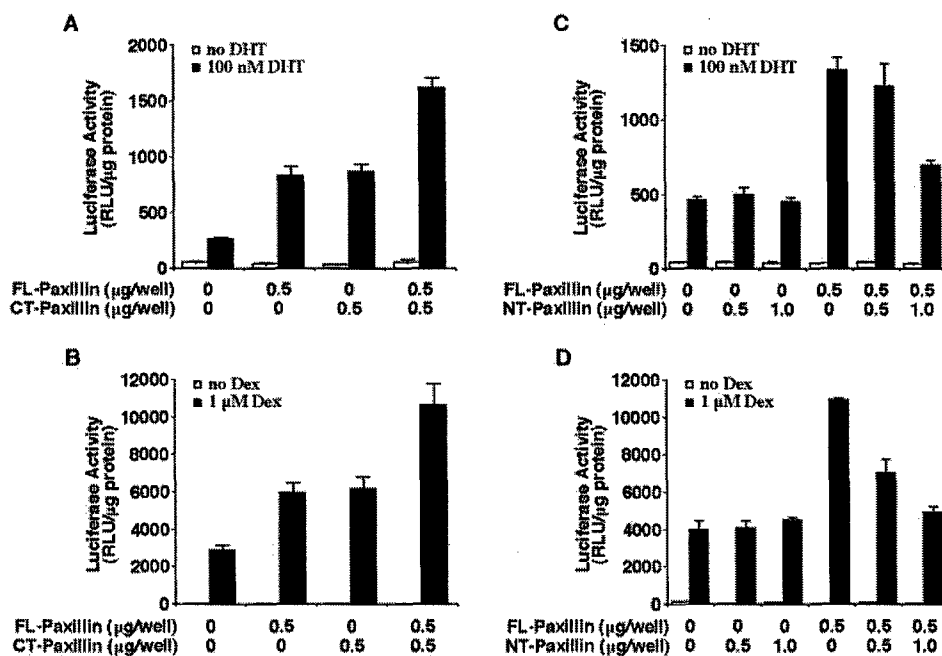 A
□ no DHT
■ 100 nM DHT
Luciferase Activity
(RLU/µg protein)
2000
1500
1000
500
0
FL-Paxillin (µg/well) 0 0.5 0 0.5
CT-Paxillin (µg/well) 0 0 0.5 0.5
C
□ no DHT
■ 100 nM DHT
Luciferase Activity
(RLU/µg protein)
1500
1000
500
0
FL-Paxillin (µg/well) 0 0 0 0.5 0.5 0.5
NT-Paxillin (µg/well) 0 0.5 1.0 0 0.5 1.0
B
□ no Dex
■ 1 µM Dex
Luciferase Activity
(RLU/µg protein)
12000
10000
8000
6000
4000
2000
0
FL-Paxillin (µg/well) 0 0.5 0 0.5
CT-Paxillin (µg/well) 0 0 0.5 0.5
D
□ no Dex
■ 1 µM Dex
Luciferase Activity
(RLU/µg protein)
12000
10000
8000
6000
4000
2000
0
FL-Paxillin (µg/well) 0 0 0 0.5 0.5 0.5
NT-Paxillin (µg/well) 0 0.5 1.0 0 0.5 1.0